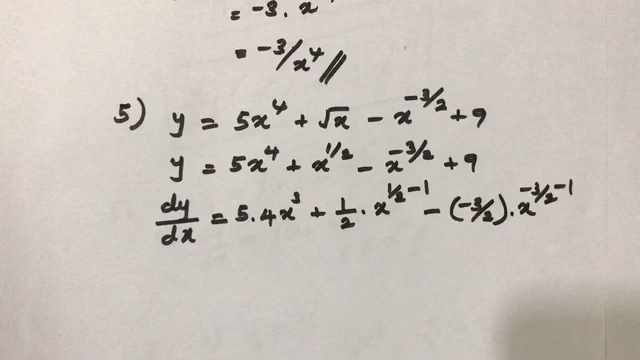 = -3 . x
= -3/x⁴ //
5) y = 5x⁴ + √x - x^(-3/2) + 9
y = 5x⁴ + x^(1/2) - x^(-3/2) + 9
dy/dx = 5.4x³ + 1/2 . x^(1/2 - 1) - (-3/2) . x^(-3/2 - 1)